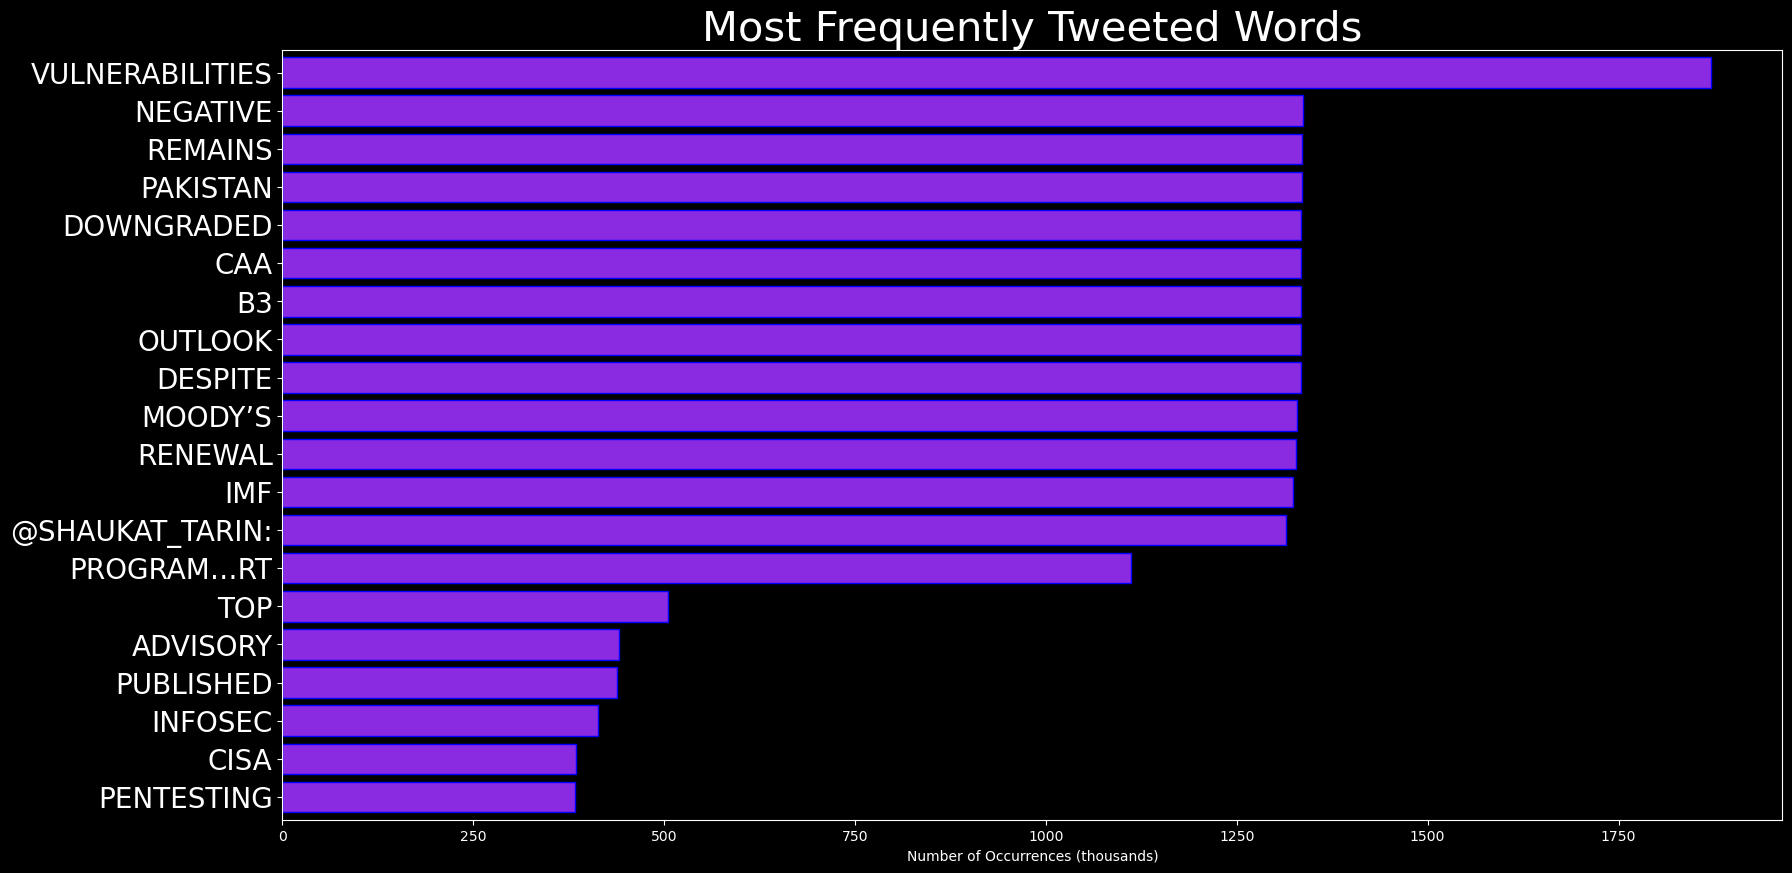 Most Frequently Tweeted Words
VULNERABILITIES
NEGATIVE
REMAINS
PAKISTAN
DOWNGRADED
CAA
B3
OUTLOOK
DESPITE
MOODY’S
RENEWAL
IMF
@SHAUKAT_TARIN:
PROGRAM…RT
TOP
ADVISORY
PUBLISHED
INFOSEC
CISA
PENTESTING
0 250 500 750 1000 1250 1500 1750
Number of Occurrences (thousands)